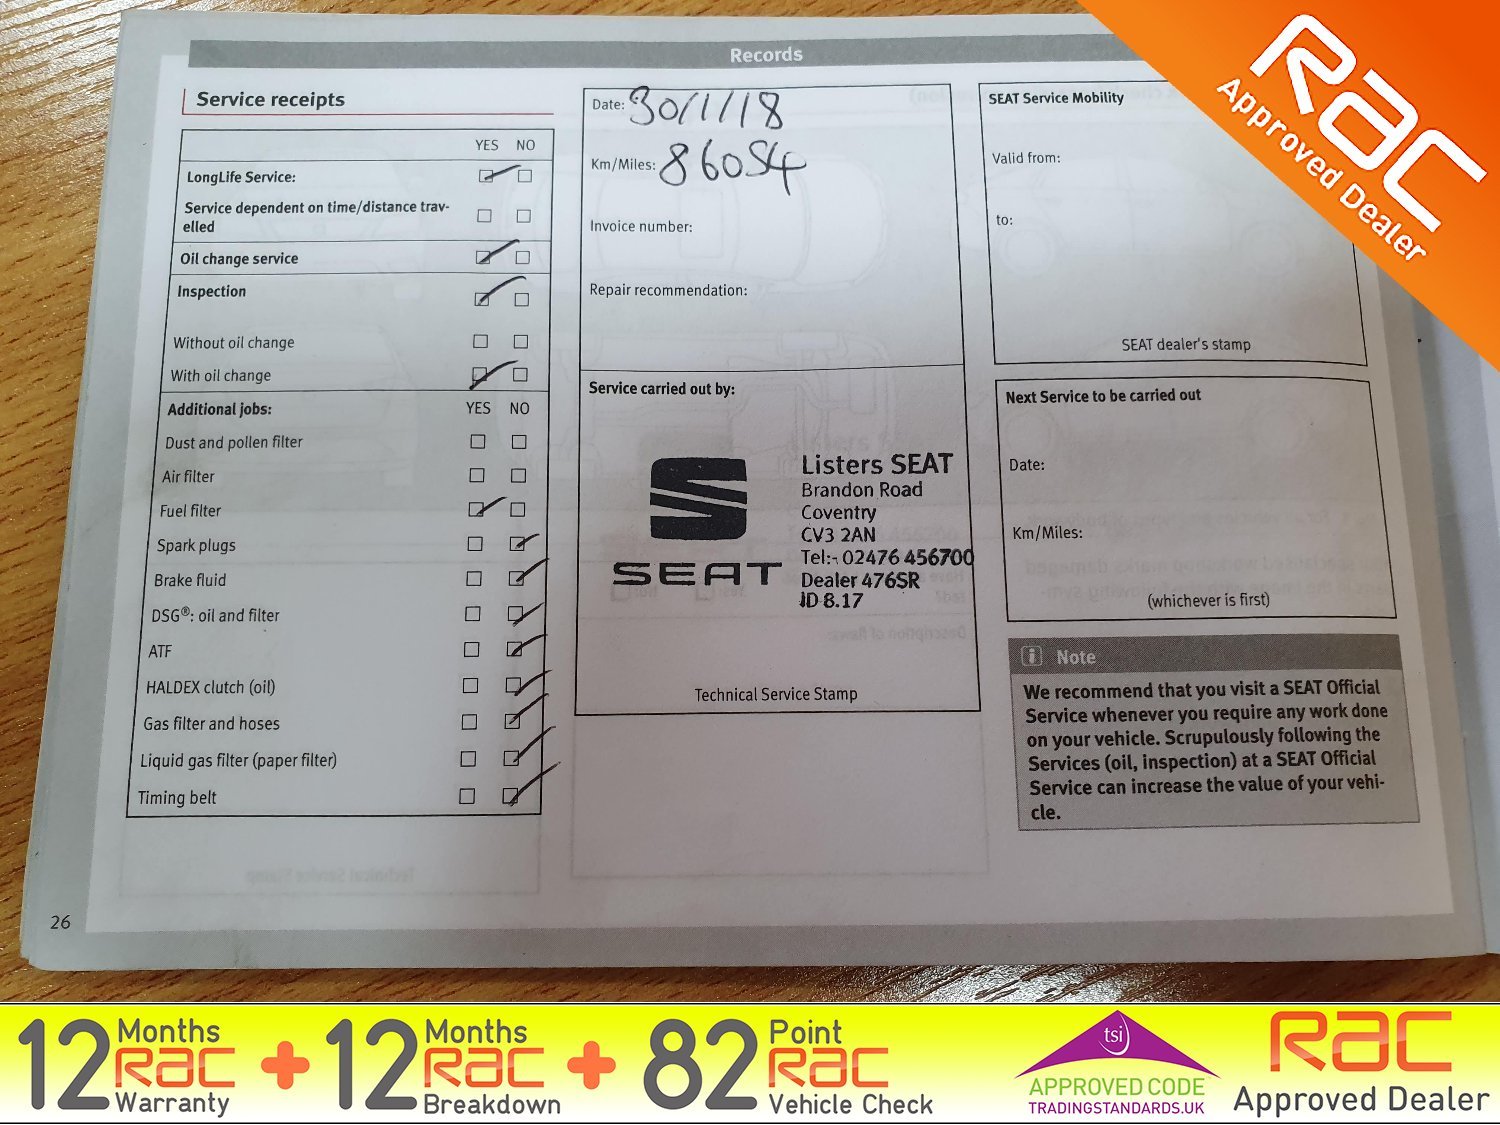 Records
Service receipts
YES NO
LongLife Service:
Service dependent on time/distance trav-
elled
Oil change service
Inspection
Without oil change
With oil change
Additional jobs: YES NO
Dust and pollen filter
Air filter
Fuel filter
Spark plugs
Brake fluid
DSG®: oil and filter
ATF
HALDEX clutch (oil)
Gas filter and hoses
Liquid gas filter (paper filter)
Timing belt
Date: 30/1/18
Km/Miles: 86054
Invoice number:
Repair recommendation:
Service carried out by:
SEAT
Listers SEAT
Brandon Road
Coventry
CV3 2AN
Tel:- 02476 456700
Dealer 476SR
ID 8.17
Technical Service Stamp
SEAT Service Mobility
Valid from:
to:
SEAT dealer's stamp
Next Service to be carried out
Date:
Km/Miles:
(whichever is first)
i Note
We recommend that you visit a SEAT Official
Service whenever you require any work done
on your vehicle. Scrupulously following the
Services (oil, inspection) at a SEAT Official
Service can increase the value of your vehi-
cle.
26
RAC
Approved Dealer
12 Months RAC Warranty + 12 Months RAC Breakdown + 82 Point RAC Vehicle Check
tsi
APPROVED CODE
TRADINGSTANDARDS.UK
RAC
Approved Dealer